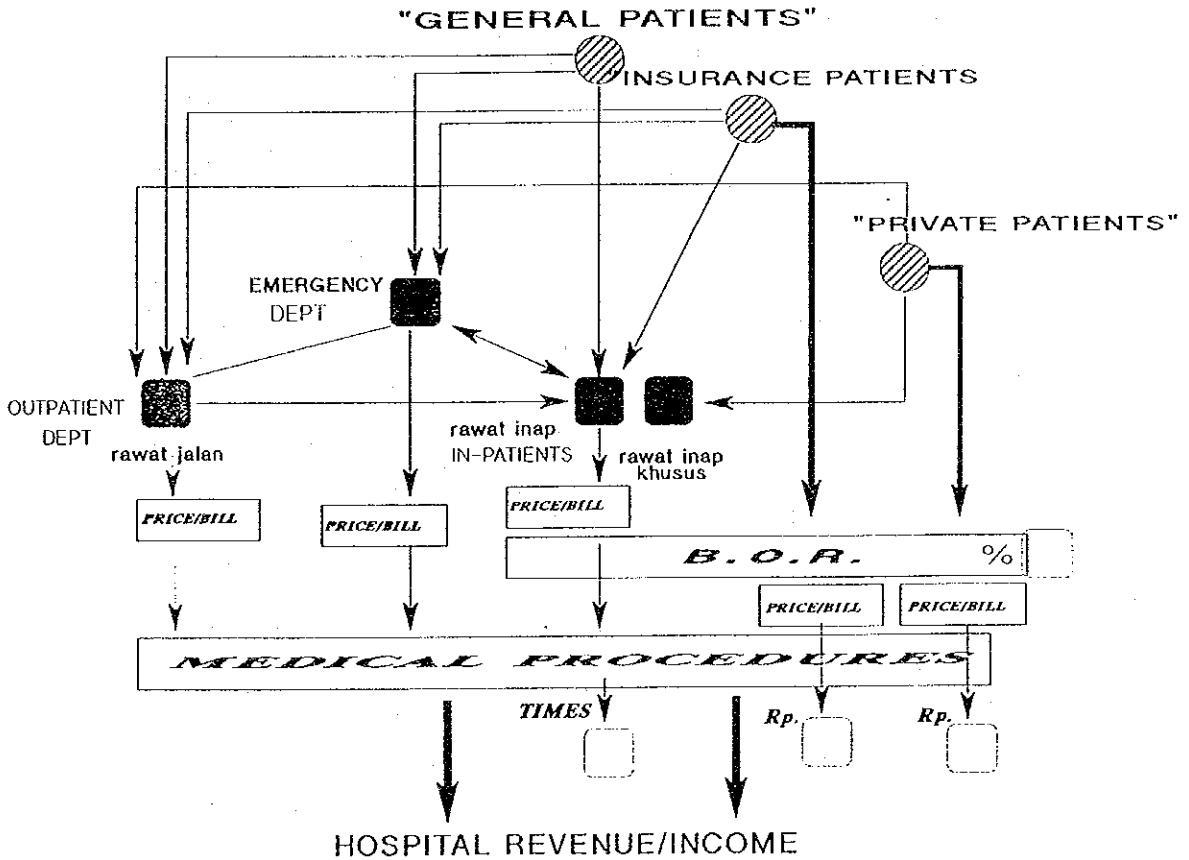 "GENERAL PATIENTS"
INSURANCE PATIENTS
"PRIVATE PATIENTS"
EMERGENCY
DEPT
OUTPATIENT
DEPT
rawat jalan
rawat inap
IN-PATIENTS
rawat inap
khusus
PRICE/BILL
PRICE/BILL
PRICE/BILL
B.O.R. %
PRICE/BILL
PRICE/BILL
MEDICAL PROCEDURES
TIMES
Rp.
Rp.
HOSPITAL REVENUE/INCOME